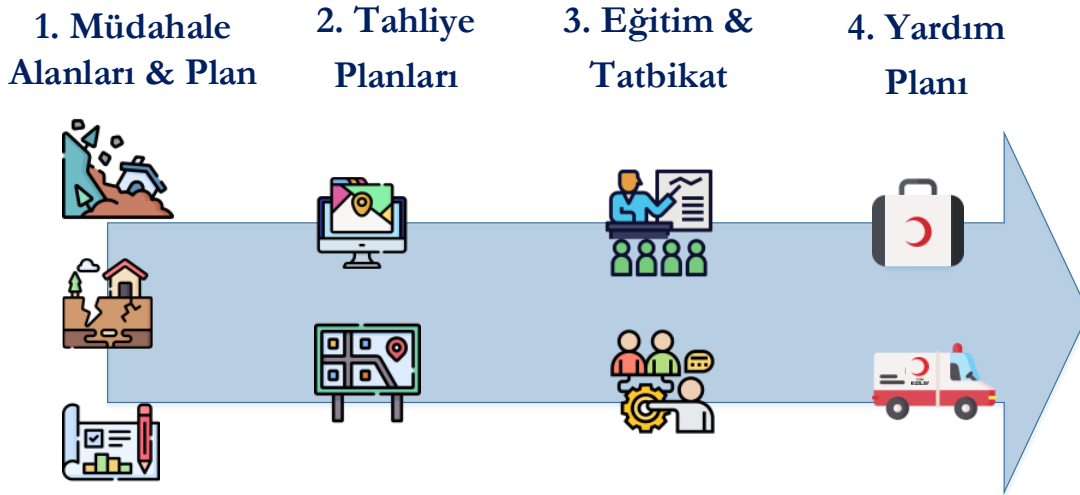 1. Müdahale
Alanları & Plan
2. Tahliye
Planları
3. Eğitim &
Tatbikat
4. Yardım
Planı